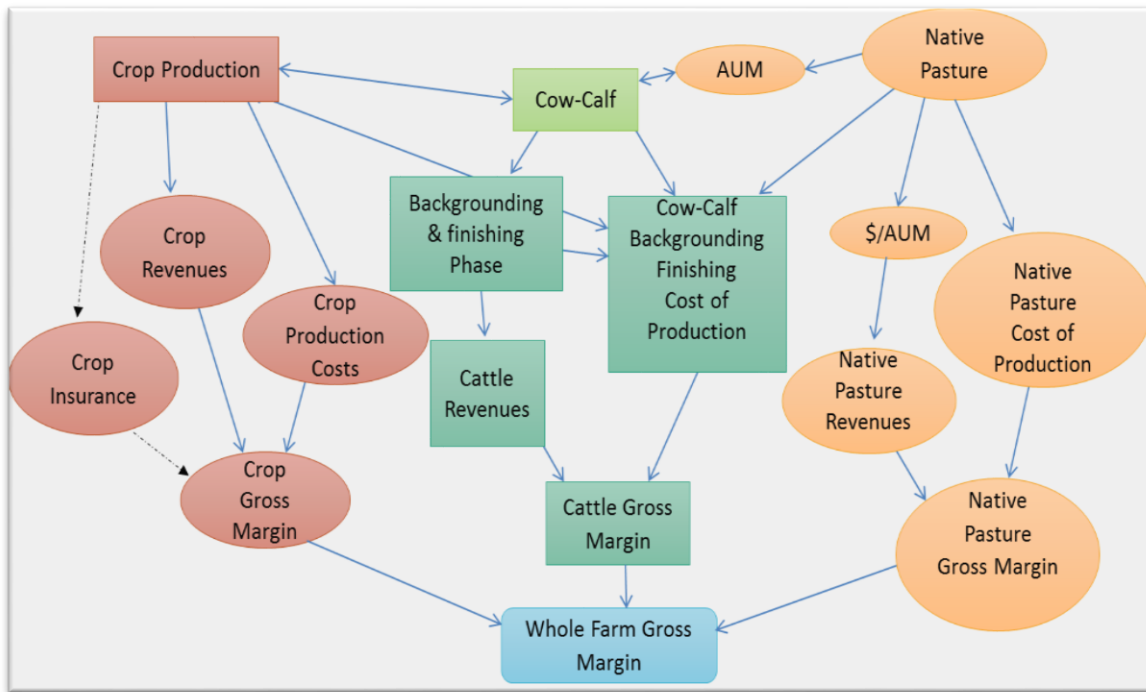 Crop Production
Cow-Calf
AUM
Native
Pasture
Backgrounding
& finishing
Phase
Cow-Calf
Backgrounding
Finishing
Cost of
Production
Crop
Revenues
$/AUM
Crop
Production
Costs
Native
Pasture
Cost of
Production
Crop
Insurance
Cattle
Revenues
Native
Pasture
Revenues
Crop
Gross
Margin
Cattle Gross
Margin
Native
Pasture
Gross Margin
Whole Farm Gross
Margin